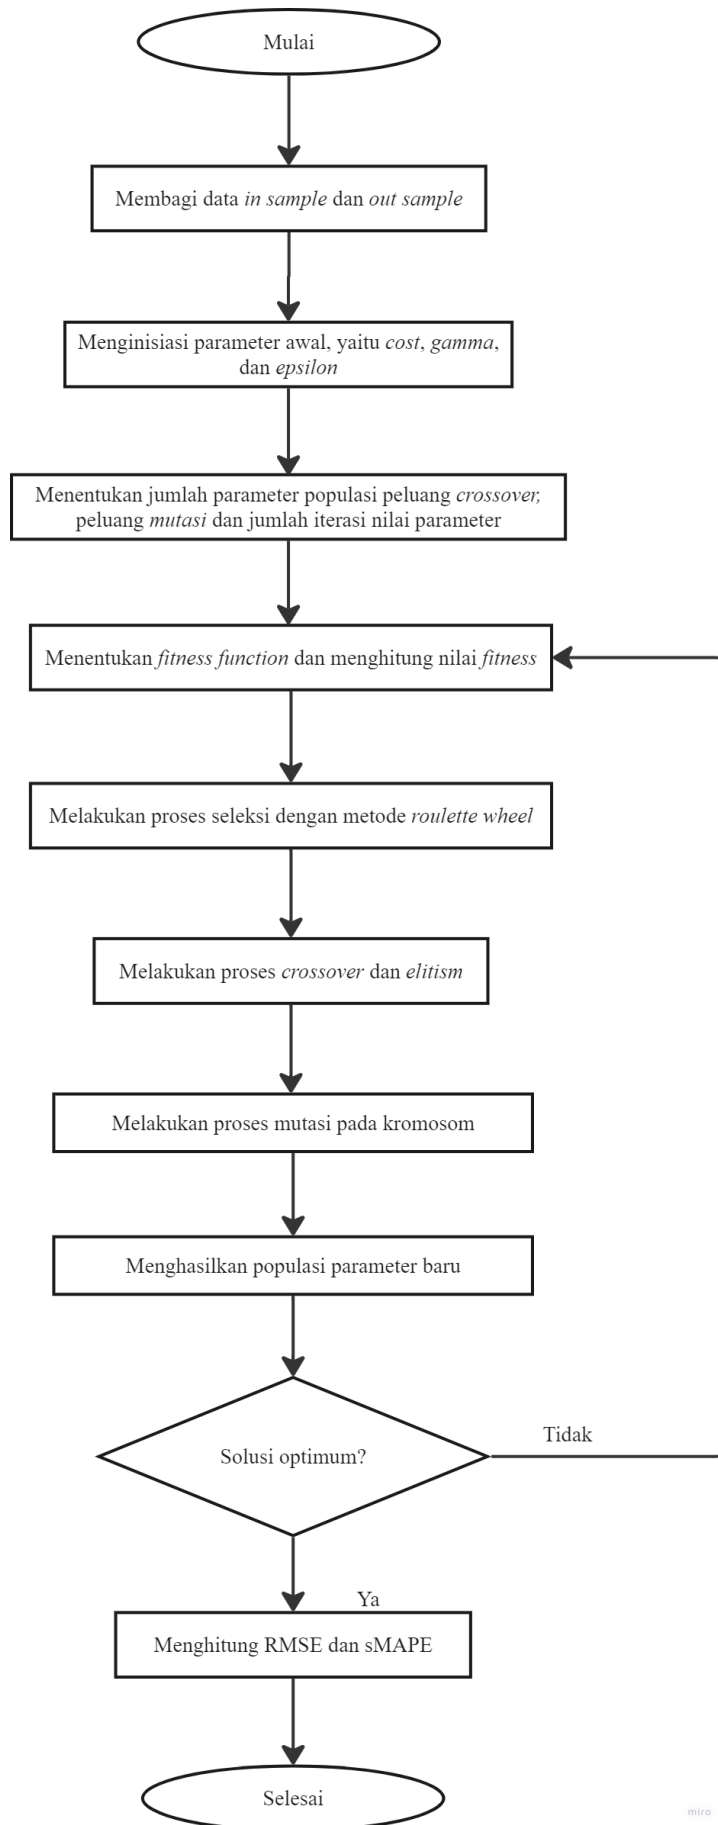 Mulai
Membagi data in sample dan out sample
Menginisiasi parameter awal, yaitu cost, gamma,
dan epsilon
Menentukan jumlah parameter populasi peluang crossover,
peluang mutasi dan jumlah iterasi nilai parameter
Menentukan fitness function dan menghitung nilai fitness
Melakukan proses seleksi dengan metode roulette wheel
Melakukan proses crossover dan elitism
Melakukan proses mutasi pada kromosom
Menghasilkan populasi parameter baru
Solusi optimum?
Tidak
Ya
Menghitung RMSE dan sMAPE
Selesai
miro